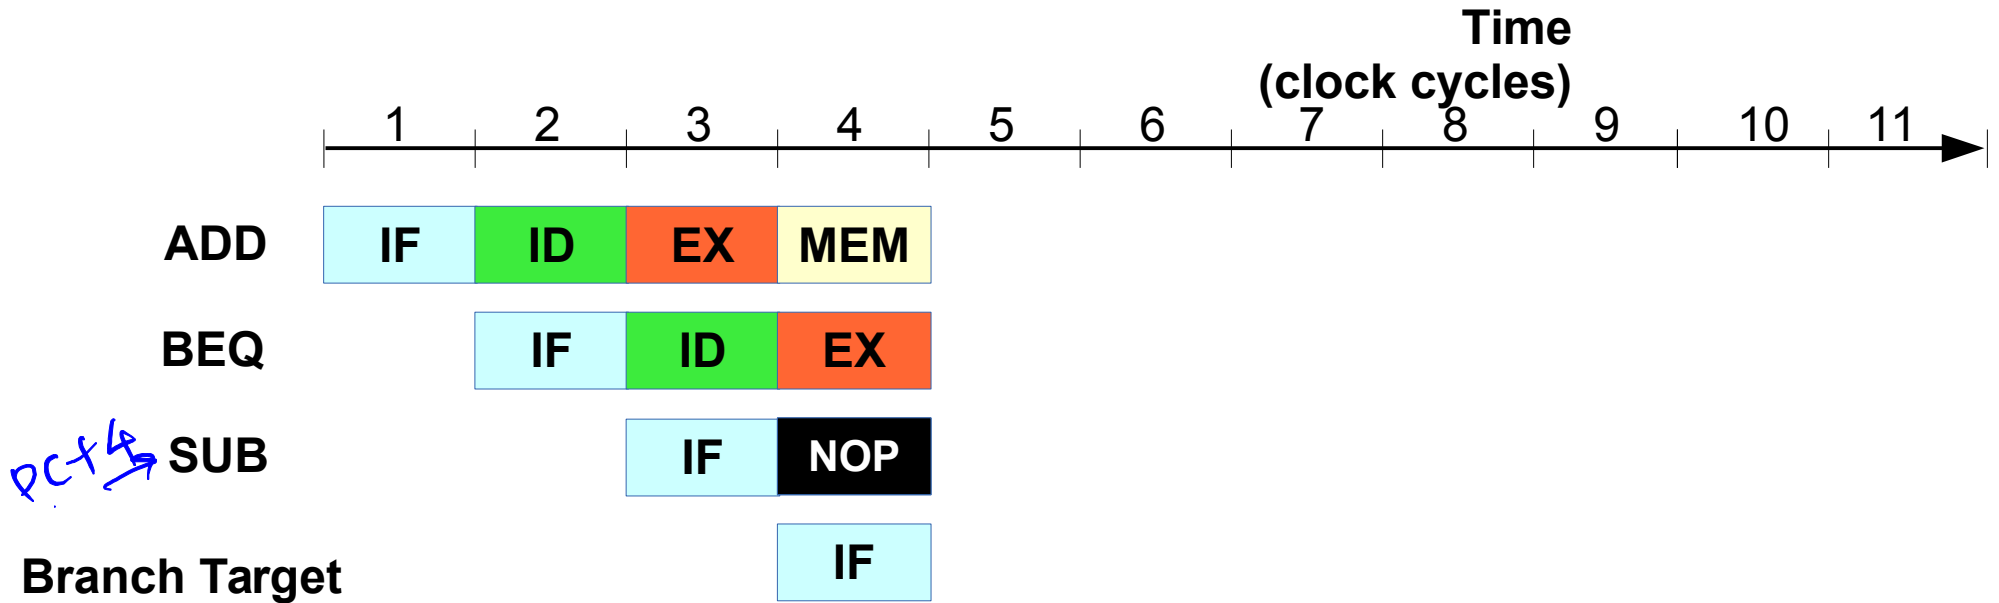 Time
(clock cycles)
1 2 3 4 5 6 7 8 9 10 11
ADD IF ID EX MEM
BEQ IF ID EX
PC+4 SUB IF NOP
Branch Target IF